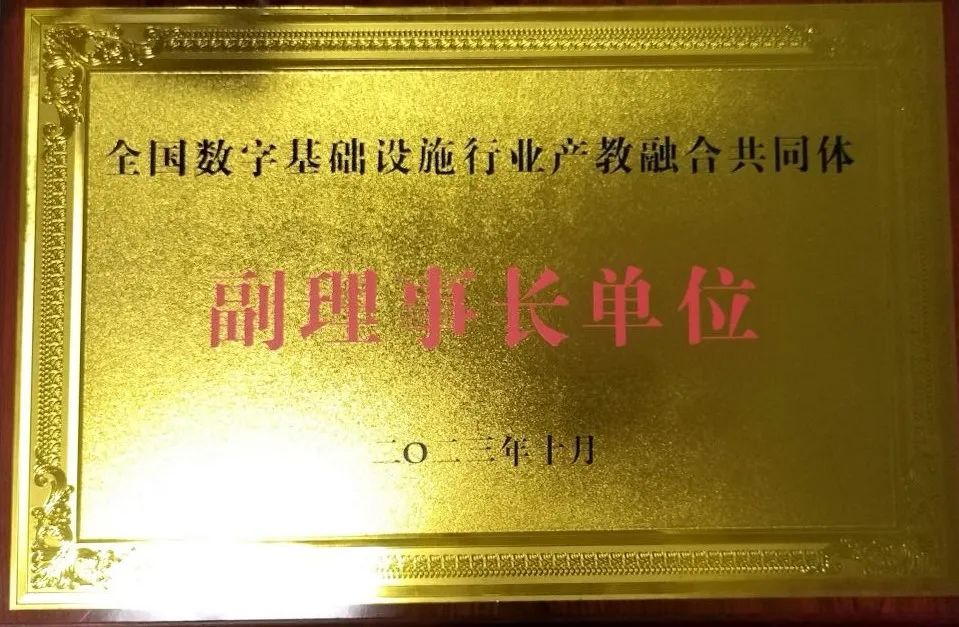 全国数字基础设施行业产教融合共同体
副理事长单位
二〇二三年十月